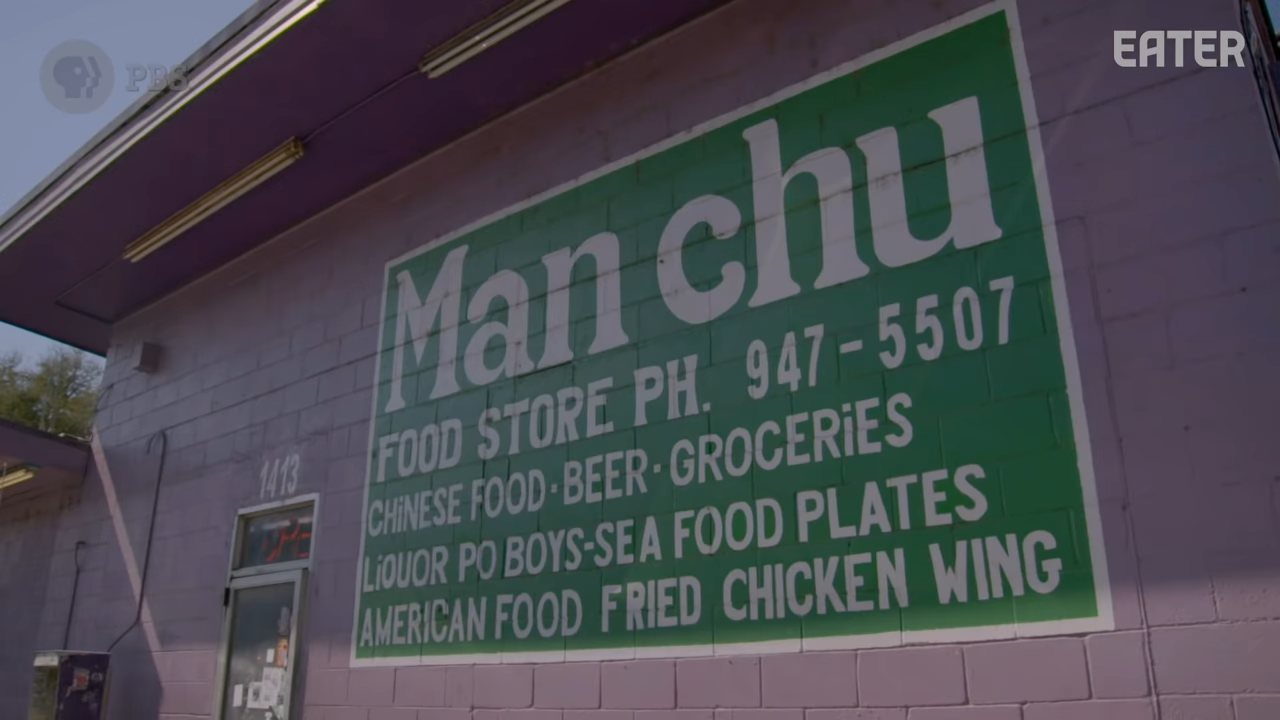 PBS
EATER
Man chu
FOOD STORE PH. 947-5507
CHiNESE FOOD·BEER·GROCERiES
LiQUOR PO BOYS-SEA FOOD PLATES
AMERICAN FOOD FRIED CHICKEN WING
1413